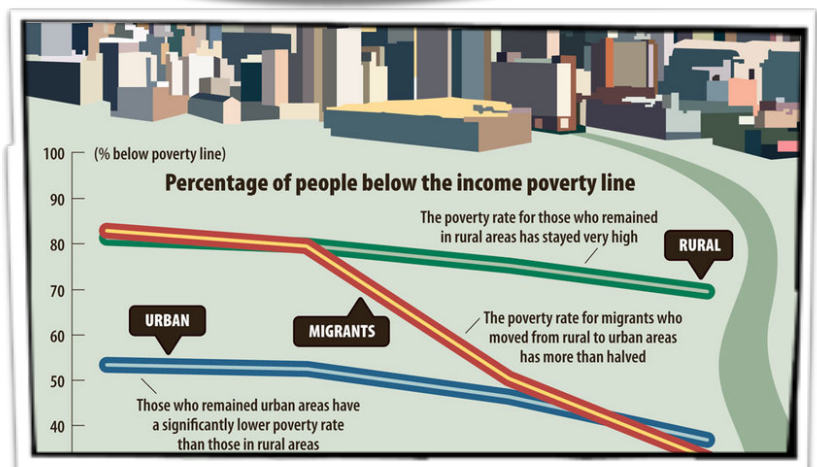 100 (% below poverty line)
Percentage of people below the income poverty line
90
The poverty rate for those who remained
in rural areas has stayed very high
80
RURAL
70
URBAN
MIGRANTS
The poverty rate for migrants who
moved from rural to urban areas
has more than halved
60
50
Those who remained urban areas have
a significantly lower poverty rate
than those in rural areas
40